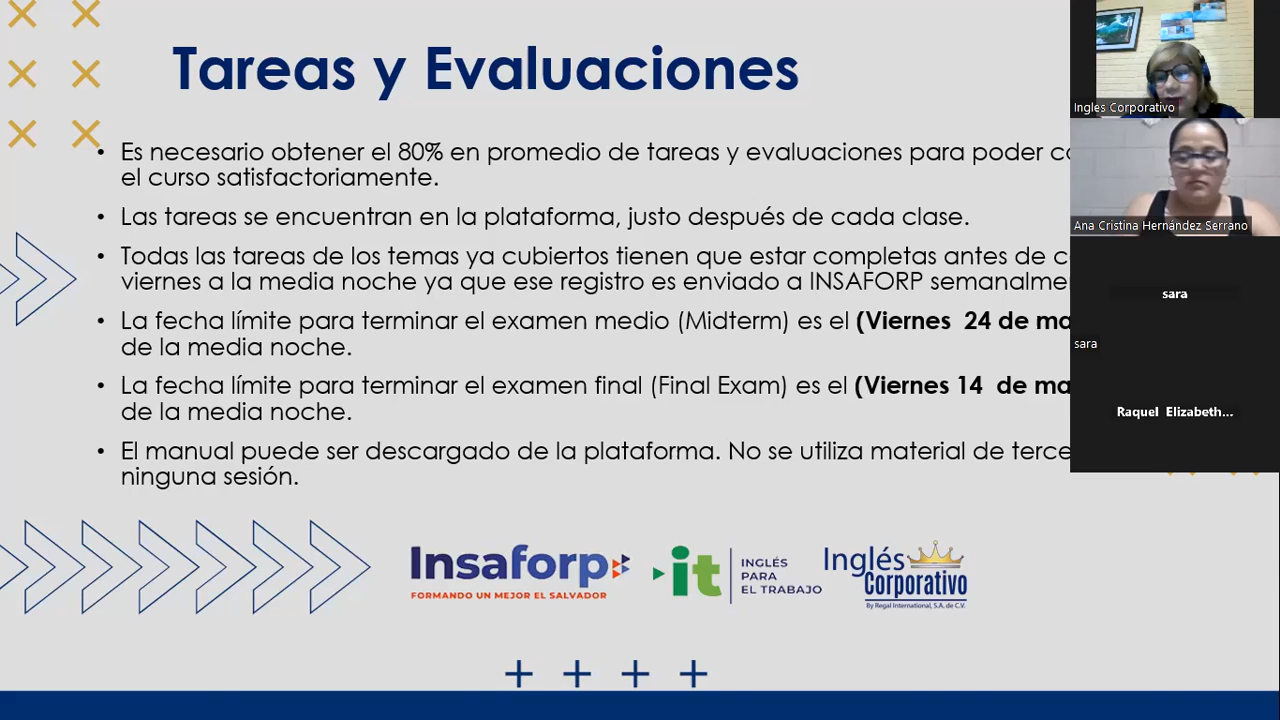 Tareas y Evaluaciones
• Es necesario obtener el 80% en promedio de tareas y evaluaciones para poder
el curso satisfactoriamente.
• Las tareas se encuentran en la plataforma, justo después de cada clase.
• Todas las tareas de los temas ya cubiertos tienen que estar completas antes de
viernes a la media noche ya que ese registro es enviado a INSAFORP
• La fecha límite para terminar el examen medio (Midterm) es el (Viernes 24 de
de la media noche.
• La fecha límite para terminar el examen final (Final Exam) es el (Viernes 14 de
de la media noche.
• El manual puede ser descargado de la plataforma. No se utiliza material de
ninguna sesión.
Insaforp
FORMANDO UN MEJOR EL SALVADOR
it
INGLÉS
PARA
EL TRABAJO
Inglés
Corporativo
By Regal International, S.A. de C.V.
Ingles Corporativo
Ana Cristina Hernández Serrano
sara
sara
Raquel Elizabeth...